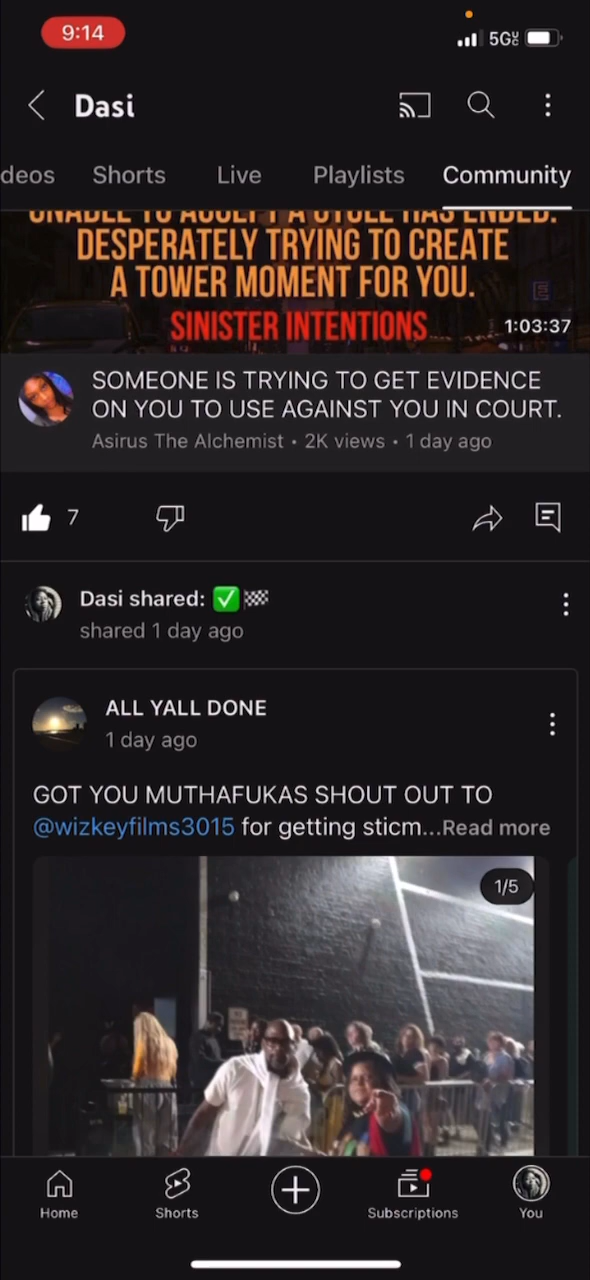 9:14
5G
Dasi
deos Shorts Live Playlists Community
DESPERATELY TRYING TO CREATE
A TOWER MOMENT FOR YOU.
SINISTER INTENTIONS
1:03:37
SOMEONE IS TRYING TO GET EVIDENCE
ON YOU TO USE AGAINST YOU IN COURT.
Asirus The Alchemist • 2K views • 1 day ago
7
Dasi shared: ✅🏁
shared 1 day ago
ALL YALL DONE
1 day ago
GOT YOU MUTHAFUKAS SHOUT OUT TO
@wizkeyfilms3015 for getting sticm...Read more
1/5
Home Shorts Subscriptions You